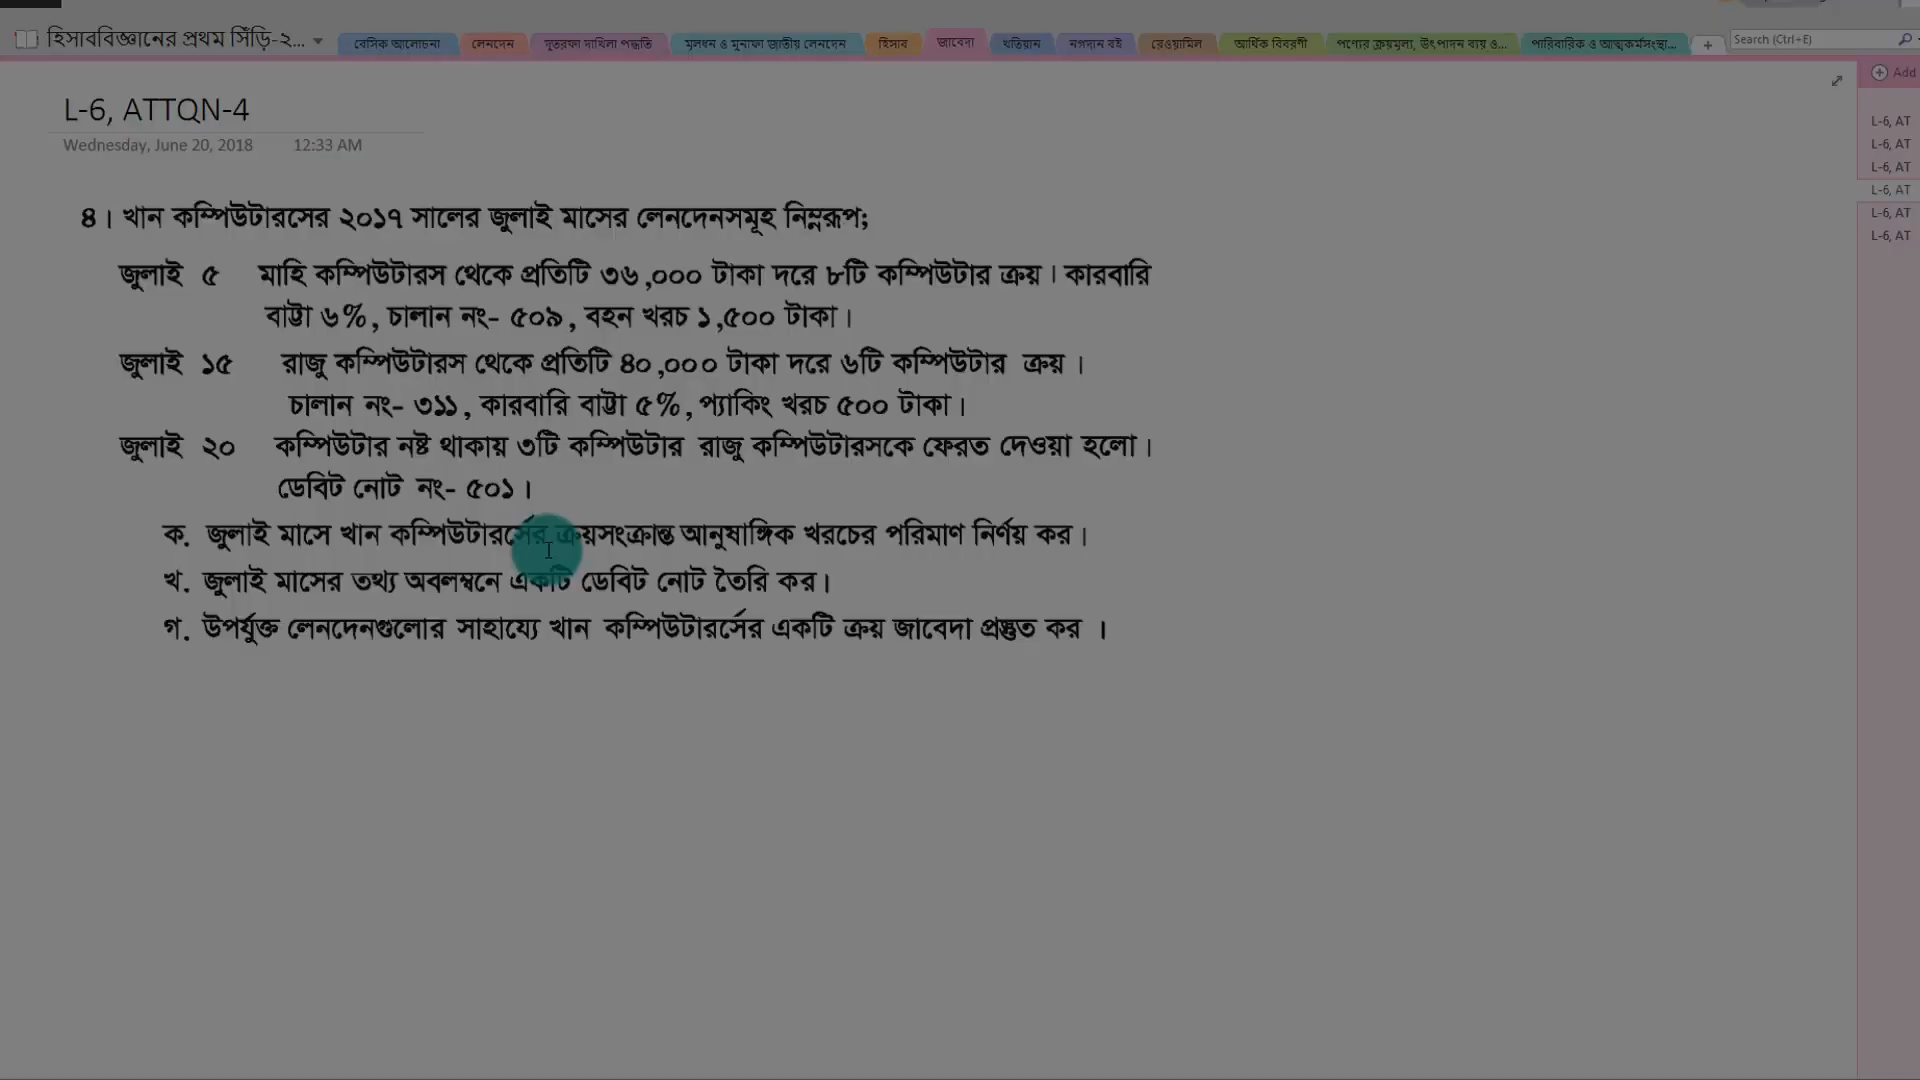 হিসাববিজ্ঞানের প্রথম সিঁড়ি-২...
বেসিক আলোচনা
লেনদেন
দুতরফা দাখিলা পদ্ধতি
মূলধন ও মুনাফা জাতীয় লেনদেন
হিসাব
জাবেদা
খতিয়ান
নগদান বই
রেওয়ামিল
আর্থিক বিবরণী
পণ্যের ক্রয়মূল্য, উৎপাদন ব্যয় ও...
পারিবারিক ও আত্মকর্মসংস্থা...
+
Search (Ctrl+E)
Add
L-6, ATTQN-4
Wednesday, June 20, 2018 12:33 AM
৪। খান কম্পিউটারসের ২০১৭ সালের জুলাই মাসের লেনদেনসমূহ নিম্নরূপ;
জুলাই ৫ মাহি কম্পিউটারস থেকে প্রতিটি ৩৬,০০০ টাকা দরে ৮টি কম্পিউটার ক্রয়। কারবারি
বাট্টা ৬%, চালান নং- ৫০৯, বহন খরচ ১,৫০০ টাকা।
জুলাই ১৫ রাজু কম্পিউটারস থেকে প্রতিটি ৪০,০০০ টাকা দরে ৬টি কম্পিউটার ক্রয় ।
চালান নং- ৩১১, কারবারি বাট্টা ৫%, প্যাকিং খরচ ৫০০ টাকা।
জুলাই ২০ কম্পিউটার নষ্ট থাকায় ৩টি কম্পিউটার রাজু কম্পিউটারসকে ফেরত দেওয়া হলো।
ডেবিট নোট নং- ৫০১।
ক. জুলাই মাসে খান কম্পিউটারর্সের ক্রয়সংক্রান্ত আনুষাঙ্গিক খরচের পরিমাণ নির্ণয় কর।
খ. জুলাই মাসের তথ্য অবলম্বনে একটি ডেবিট নোট তৈরি কর।
গ. উপর্যুক্ত লেনদেনগুলোর সাহায্যে খান কম্পিউটারর্সের একটি ক্রয় জাবেদা প্রস্তুত কর ।
L-6, AT
L-6, AT
L-6, AT
L-6, AT
L-6, AT
L-6, AT